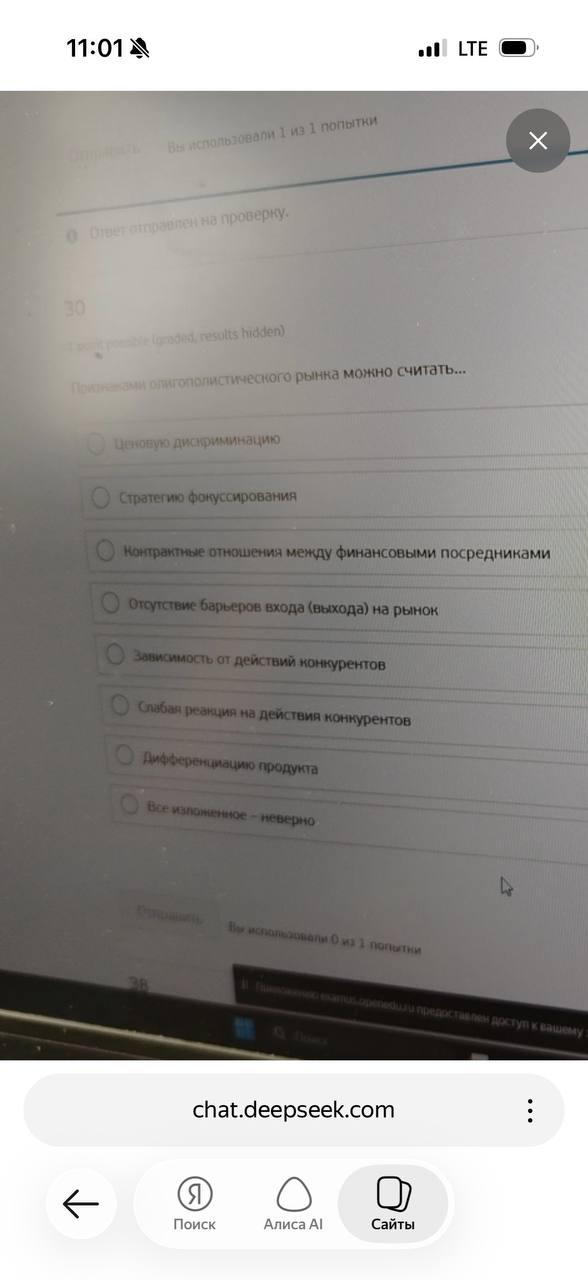 11:01
LTE
Отправить Вы использовали 1 из 1 попытки
Ответ отправлен на проверку.
30
1 point possible (graded, results hidden)
Признаками олигополистического рынка можно считать...
Ценовую дискриминацию
Стратегию фокуссирования
Контрактные отношения между финансовыми посредниками
Отсутствие барьеров входа (выхода) на рынок
Зависимость от действий конкурентов
Слабая реакция на действия конкурентов
Дифференциацию продукта
Все изложенное – неверно
Отправить Вы использовали 0 из 1 попытки
38
Приложению examus.openedu.ru предоставлен доступ к вашему
Поиск
chat.deepseek.com
Я
Поиск
Алиса AI
Сайты